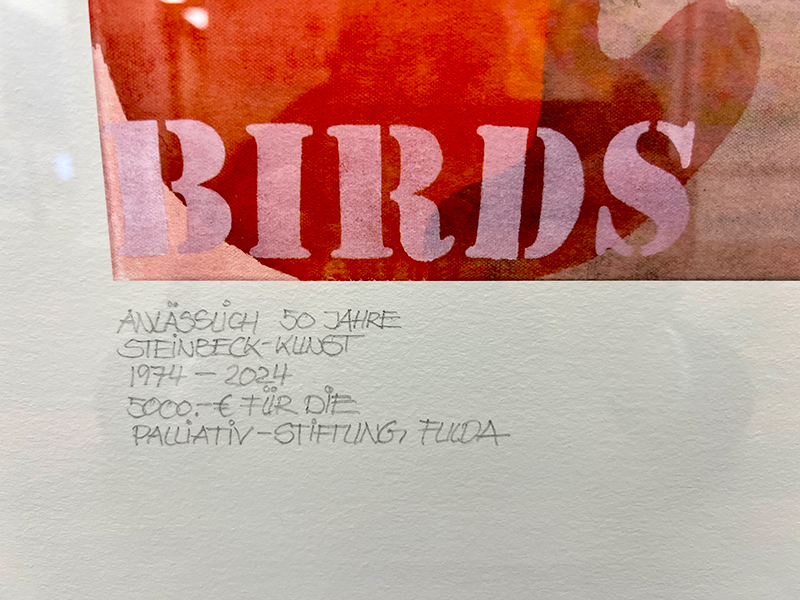 BIRDS
ANLÄSSLICH 50 JAHRE
STEINBECK-KUNST
1974 – 2024
5000.-€ FÜR DIE
PALLIATIV-STIFTUNG, FULDA